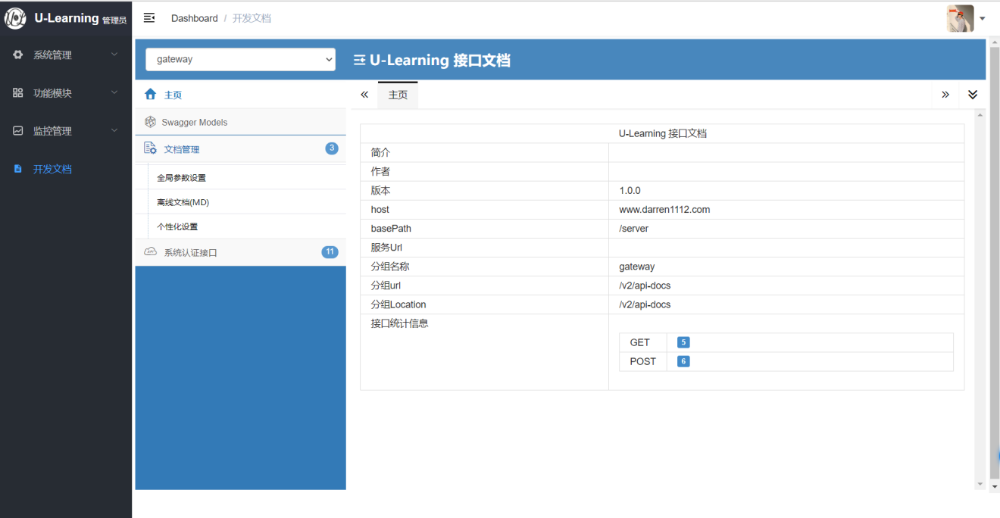 U-Learning 管理员
系统管理
功能模块
监控管理
开发文档
Dashboard / 开发文档
gateway
U-Learning 接口文档
主页
Swagger Models
文档管理 3
全局参数设置
离线文档(MD)
个性化设置
系统认证接口 11
主页
U-Learning 接口文档
简介
作者
版本 1.0.0
host www.darren1112.com
basePath /server
服务Url
分组名称 gateway
分组url /v2/api-docs
分组Location /v2/api-docs
接口统计信息
GET 5
POST 6